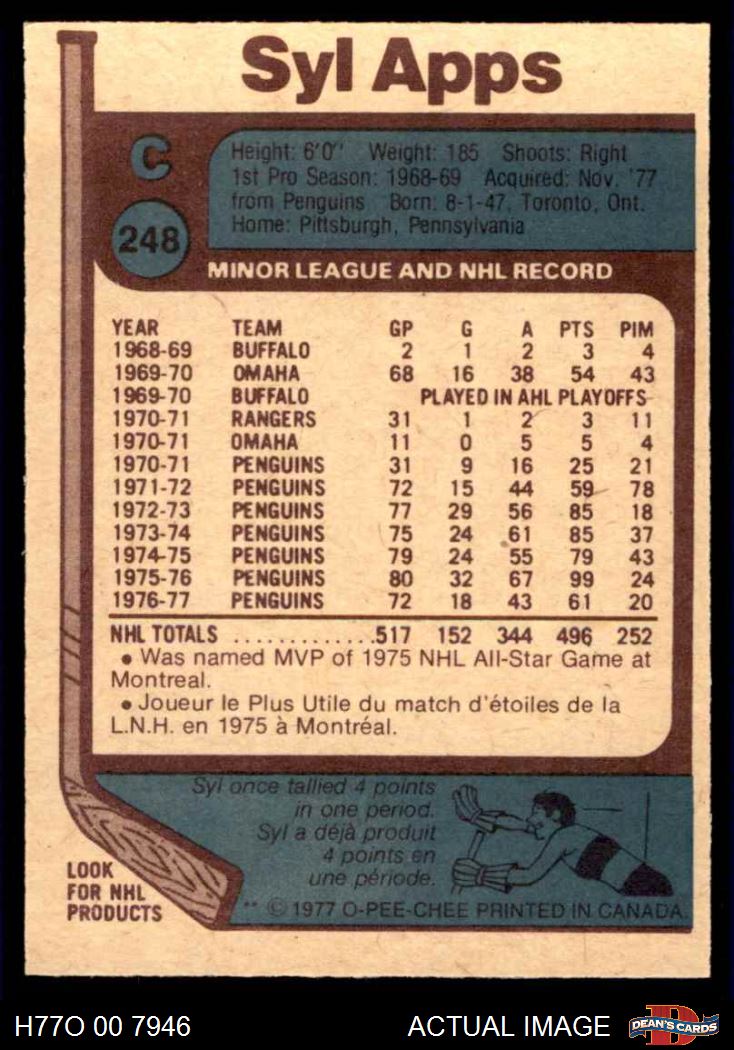 Syl Apps
C
248
Height: 6'0" Weight: 185 Shoots: Right
1st Pro Season: 1968-69 Acquired: Nov. '77
from Penguins Born: 8-1-47, Toronto, Ont.
Home: Pittsburgh, Pennsylvania
MINOR LEAGUE AND NHL RECORD
YEAR TEAM GP G A PTS PIM
1968-69 BUFFALO 2 1 2 3 4
1969-70 OMAHA 68 16 38 54 43
1969-70 BUFFALO PLAYED IN AHL PLAYOFFS
1970-71 RANGERS 31 1 2 3 11
1970-71 OMAHA 11 0 5 5 4
1970-71 PENGUINS 31 9 16 25 21
1971-72 PENGUINS 72 15 44 59 78
1972-73 PENGUINS 77 29 56 85 18
1973-74 PENGUINS 75 24 61 85 37
1974-75 PENGUINS 79 24 55 79 43
1975-76 PENGUINS 80 32 67 99 24
1976-77 PENGUINS 72 18 43 61 20
NHL TOTALS .............517 152 344 496 252
• Was named MVP of 1975 NHL All-Star Game at
Montreal.
• Joueur le Plus Utile du match d'étoiles de la
L.N.H. en 1975 à Montréal.
Syl once tallied 4 points
in one period.
Syl a déjà produit
4 points en
une période.
LOOK
FOR NHL
PRODUCTS
** © 1977 O-PEE-CHEE PRINTED IN CANADA.
H77O 00 7946
ACTUAL IMAGE
D
DEAN'S CARDS